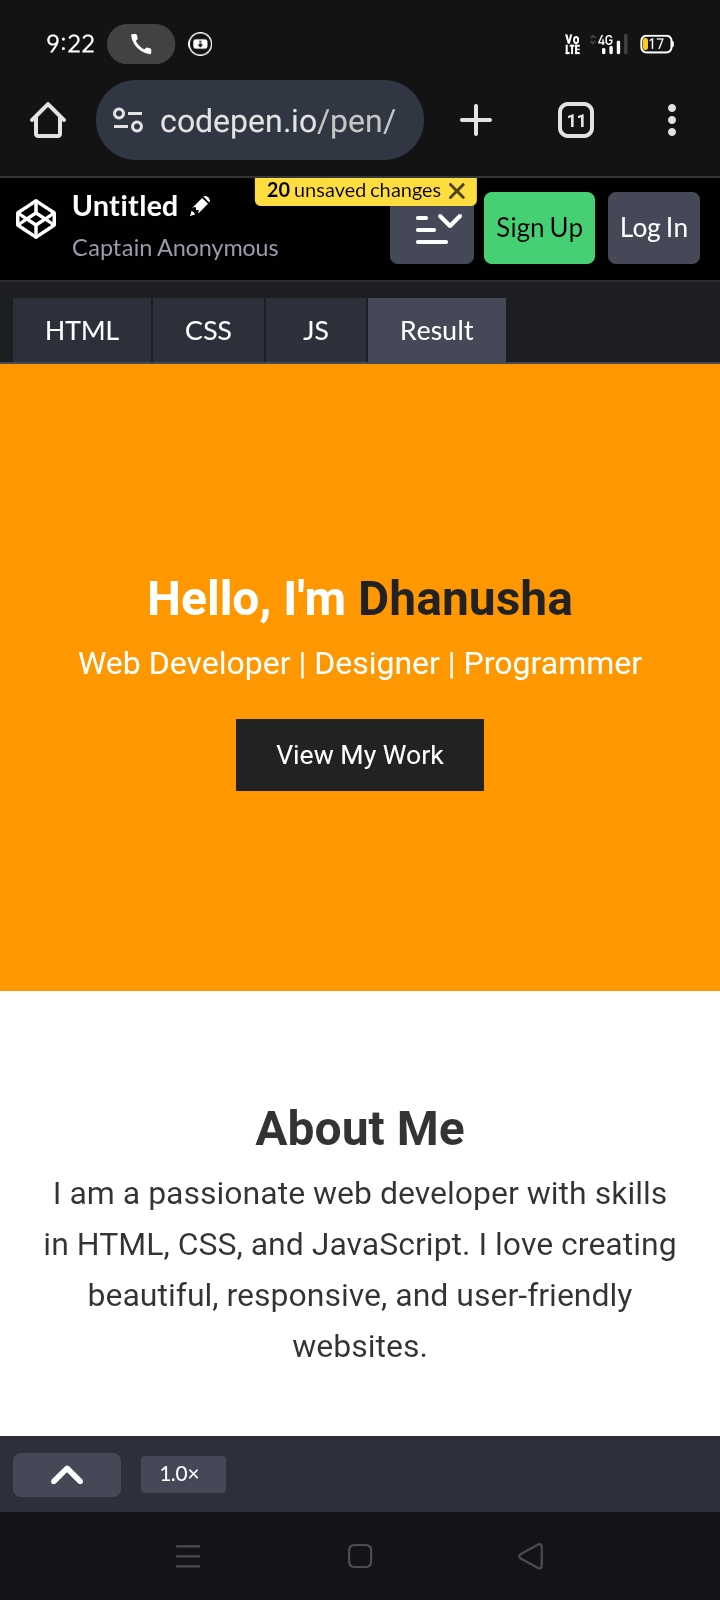 9:22
Vo LTE
4G
17
codepen.io/pen/
11
20 unsaved changes
Untitled
Captain Anonymous
Sign Up
Log In
HTML
CSS
JS
Result
Hello, I'm Dhanusha
Web Developer | Designer | Programmer
View My Work
About Me
I am a passionate web developer with skills
in HTML, CSS, and JavaScript. I love creating
beautiful, responsive, and user-friendly
websites.
1.0×